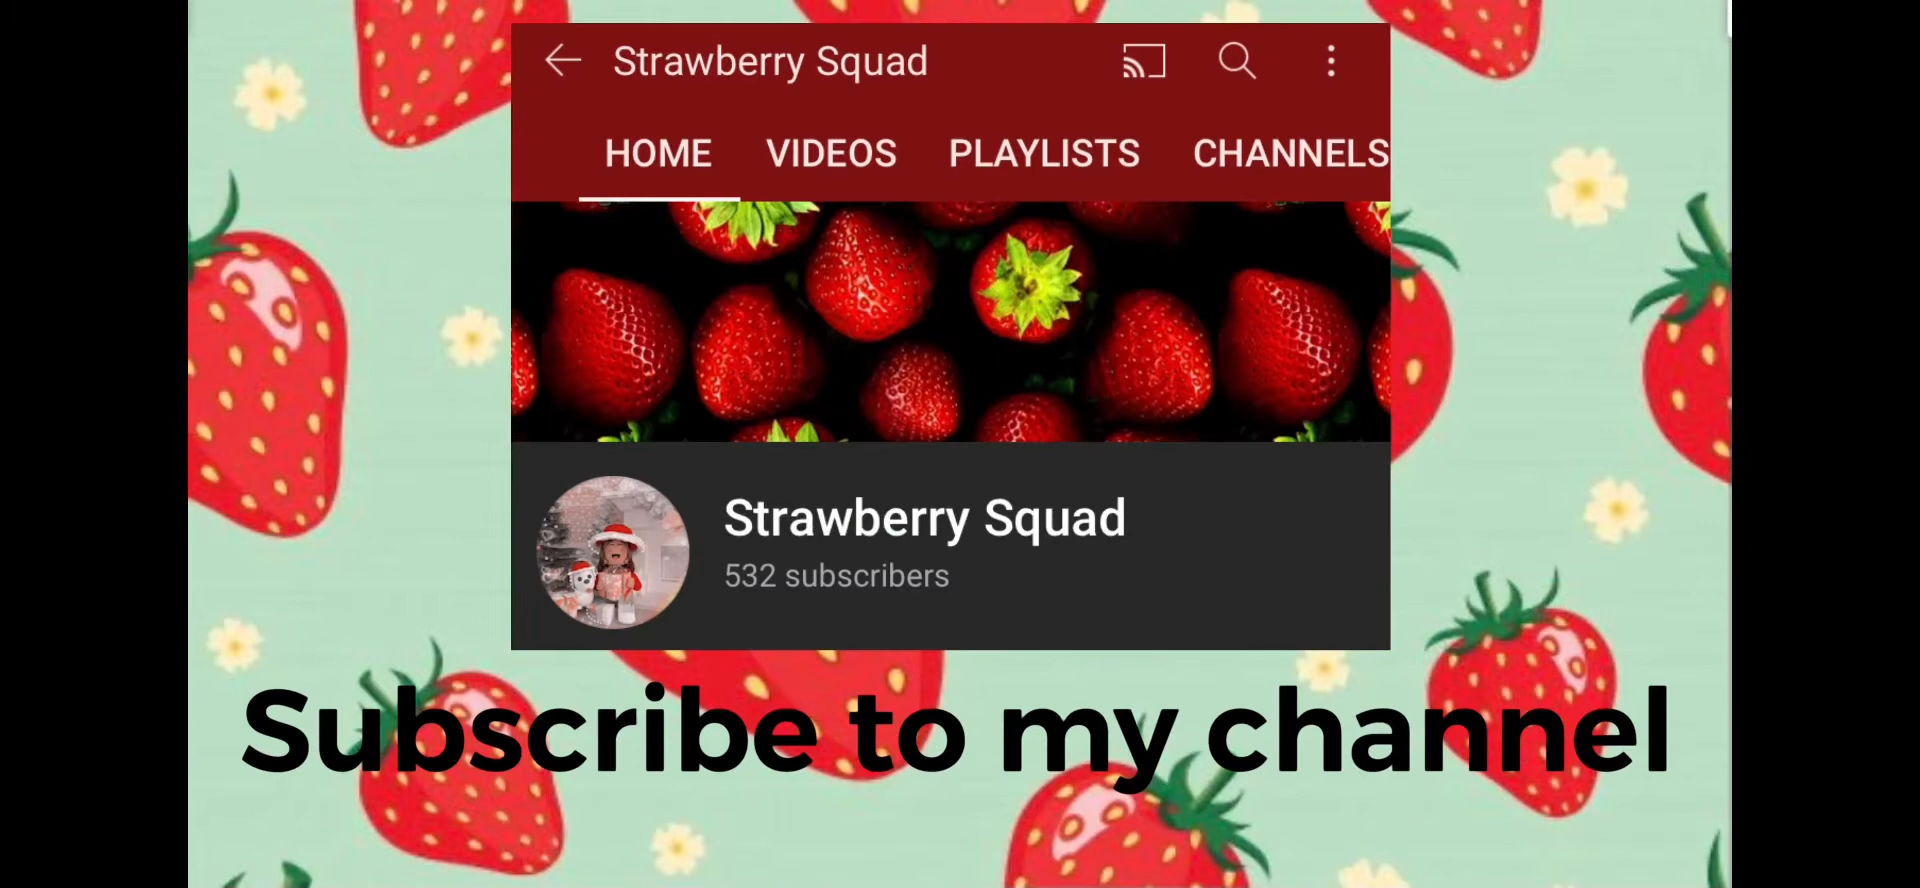 Strawberry Squad
HOME VIDEOS PLAYLISTS CHANNELS
Strawberry Squad
532 subscribers
Subscribe to my channel